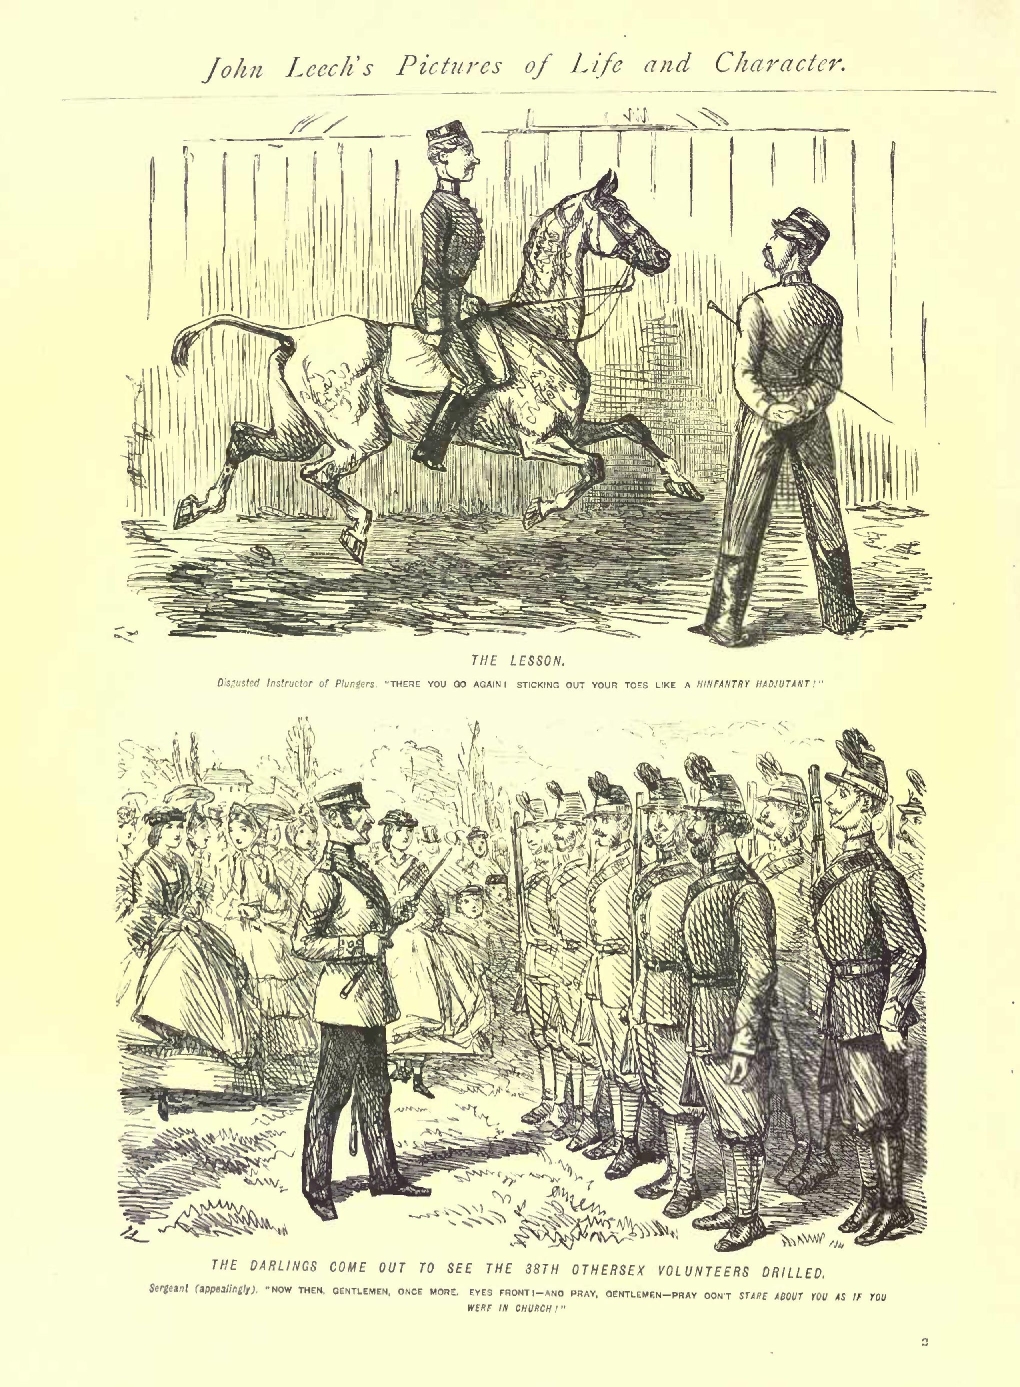 John Leech's Pictures of Life and Character.
THE LESSON.
Disgusted Instructor of Plungers. "THERE YOU GO AGAIN! STICKING OUT YOUR TOES LIKE A HINFANTRY HADJUTANT!"
THE DARLINGS COME OUT TO SEE THE 38TH OTHERSEX VOLUNTEERS DRILLED.
Sergeant (appealingly). "NOW THEN, GENTLEMEN, ONCE MORE. EYES FRONT!—AND PRAY, GENTLEMEN—PRAY DON'T STARE ABOUT YOU AS IF YOU
WERE IN CHURCH!"